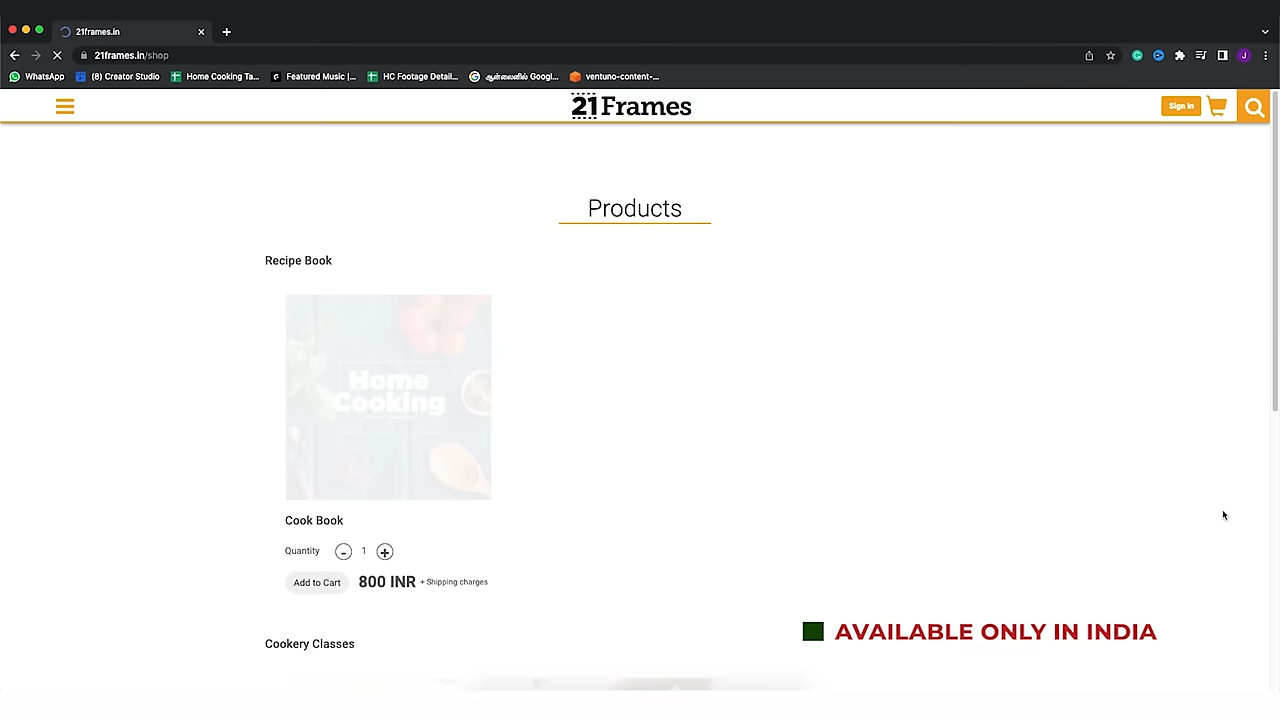 21frames.in
21frames.in/shop
J
WhatsApp
(8) Creator Studio
Home Cooking Ta...
Featured Music |...
HC Footage Detail...
ஆன்லைனில் Googl...
ventuno-content-...
21Frames
Sign in
Products
Recipe Book
Home
Cooking
Cook Book
Quantity - 1 +
Add to Cart 800 INR + Shipping charges
AVAILABLE ONLY IN INDIA
Cookery Classes